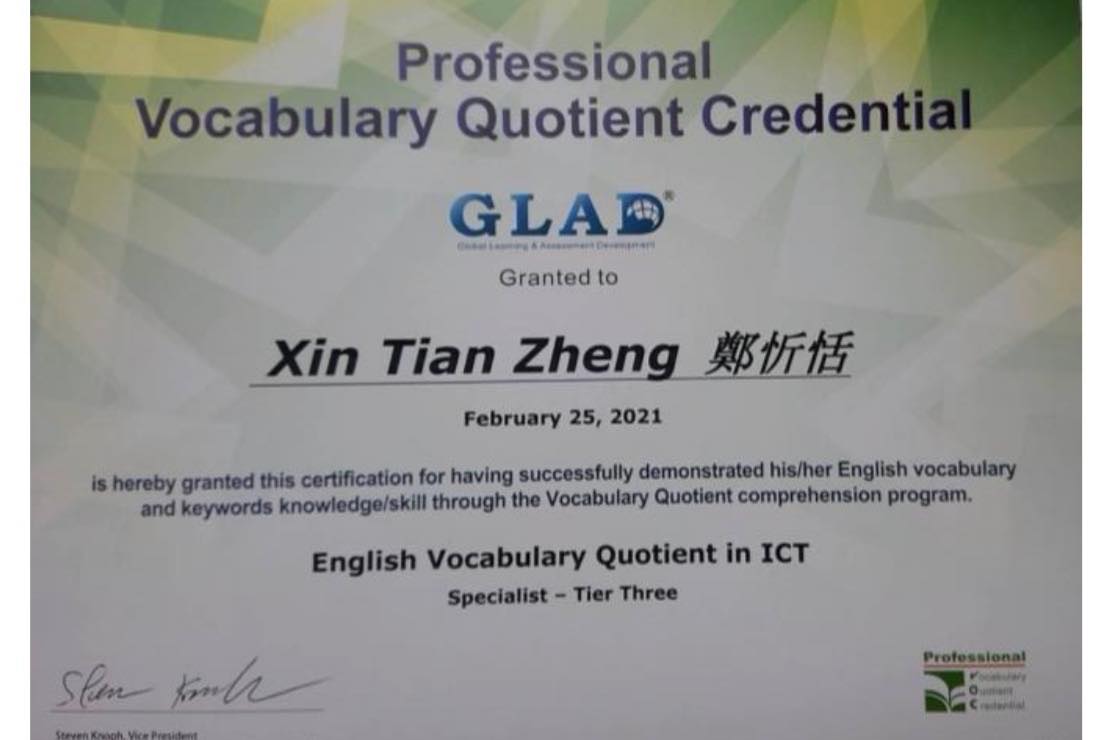 Professional
Vocabulary Quotient Credential
GLAD®
Global Learning & Assessment Development
Granted to
Xin Tian Zheng 鄭忻恬
February 25, 2021
is hereby granted this certification for having successfully demonstrated his/her English vocabulary
and keywords knowledge/skill through the Vocabulary Quotient comprehension program.
English Vocabulary Quotient in ICT
Specialist – Tier Three
Steven Knoph, Vice President
Professional
Vocabulary
Quotient
Credential